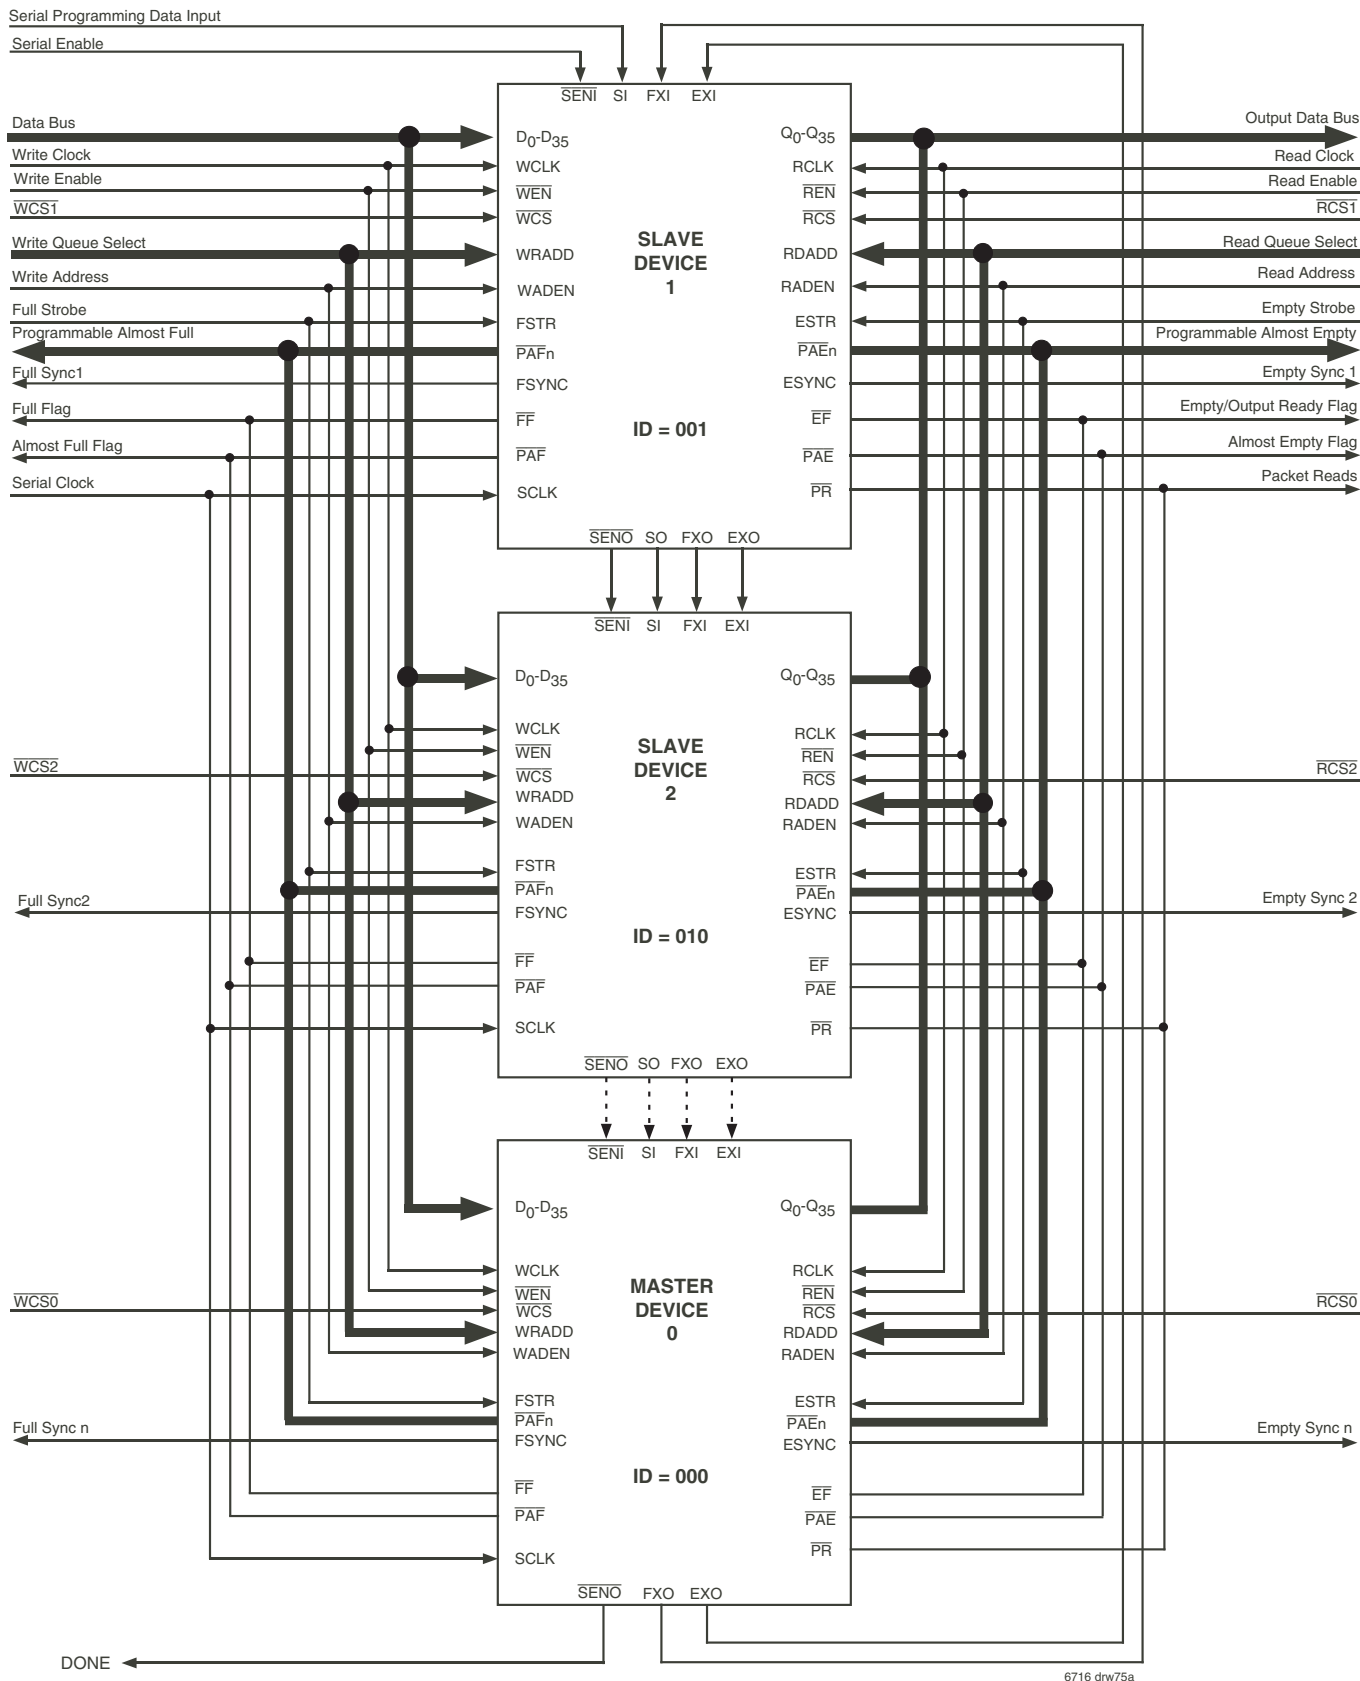 Serial Programming Data Input
Serial Enable
SENI SI FXI EXI
Data Bus D0-D35 Q0-Q35 Output Data Bus
Write Clock WCLK RCLK Read Clock
Write Enable WEN REN Read Enable
WCS1 WCS RCS RCS1
SLAVE
DEVICE
1
Write Queue Select WRADD RDADD Read Queue Select
Write Address WADEN RADEN Read Address
Full Strobe FSTR ESTR Empty Strobe
Programmable Almost Full PAFn PAEn Programmable Almost Empty
Full Sync1 FSYNC ESYNC Empty Sync 1
Full Flag FF EF Empty/Output Ready Flag
ID = 001
Almost Full Flag PAF PAE Almost Empty Flag
Serial Clock SCLK PR Packet Reads
SENO SO FXO EXO
SENI SI FXI EXI
D0-D35 Q0-Q35
WCLK RCLK
SLAVE
DEVICE
2
WEN REN
WCS2 WCS RCS RCS2
WRADD RDADD
WADEN RADEN
FSTR ESTR
PAFn PAEn
Full Sync2 FSYNC ESYNC Empty Sync 2
ID = 010
FF EF
PAF PAE
SCLK PR
SENO SO FXO EXO
SENI SI FXI EXI
D0-D35 Q0-Q35
WCLK RCLK
MASTER
DEVICE
0
WEN REN
WCS0 WCS RCS RCS0
WRADD RDADD
WADEN RADEN
FSTR ESTR
PAFn PAEn
Full Sync n FSYNC ESYNC Empty Sync n
ID = 000
FF EF
PAF PAE
SCLK PR
SENO FXO EXO
DONE
6716 drw75a